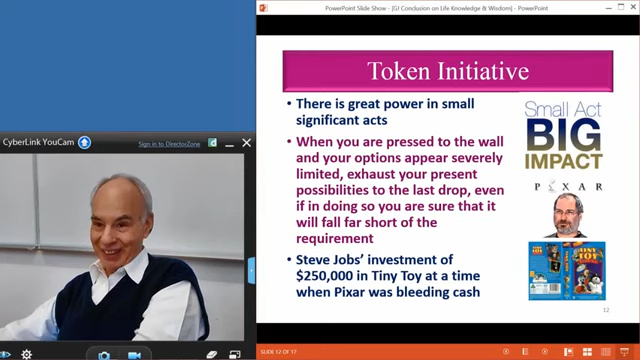 PowerPoint Slide Show - [GJ Conclusion on Life Knowledge & Wisdom] - PowerPoint
CyberLink YouCam
Sign in to DirectorZone
Token Initiative
• There is great power in small
significant acts
• When you are pressed to the wall
and your options appear severely
limited, exhaust your present
possibilities to the last drop, even
if in doing so you are sure that it
will fall far short of the
requirement
• Steve Jobs' investment of
$250,000 in Tiny Toy at a time
when Pixar was bleeding cash
Small Act
BIG
IMPACT
PIXAR
TINY
TOY
12
SLIDE 12 OF 17